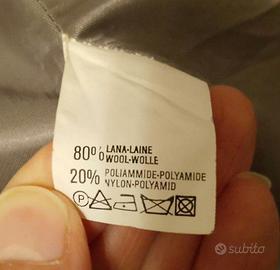 80% LANA-LAINE
WOOL-WOLLE
20% POLIAMMIDE-POLYAMIDE
NYLON-POLYAMID
P
subito